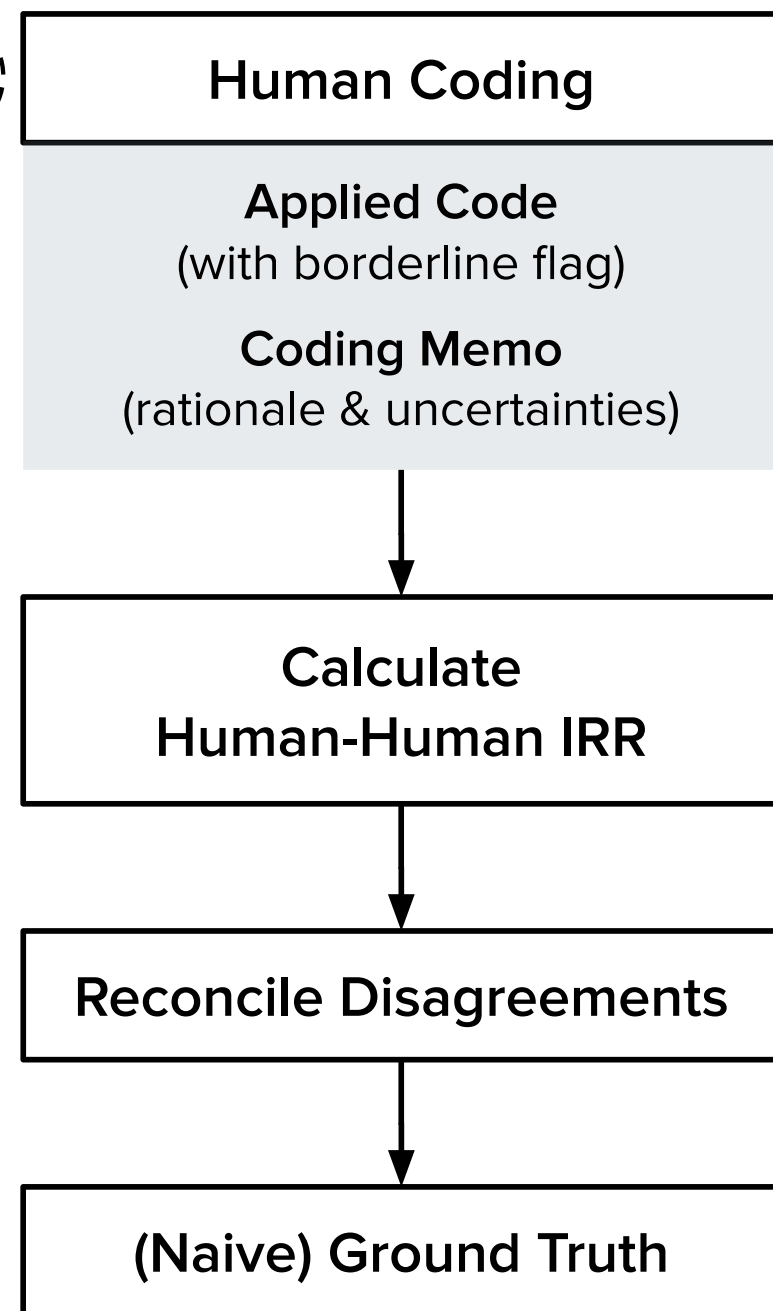 Human Coding
Applied Code
(with borderline flag)
Coding Memo
(rationale & uncertainties)
Calculate
Human-Human IRR
Reconcile Disagreements
(Naive) Ground Truth